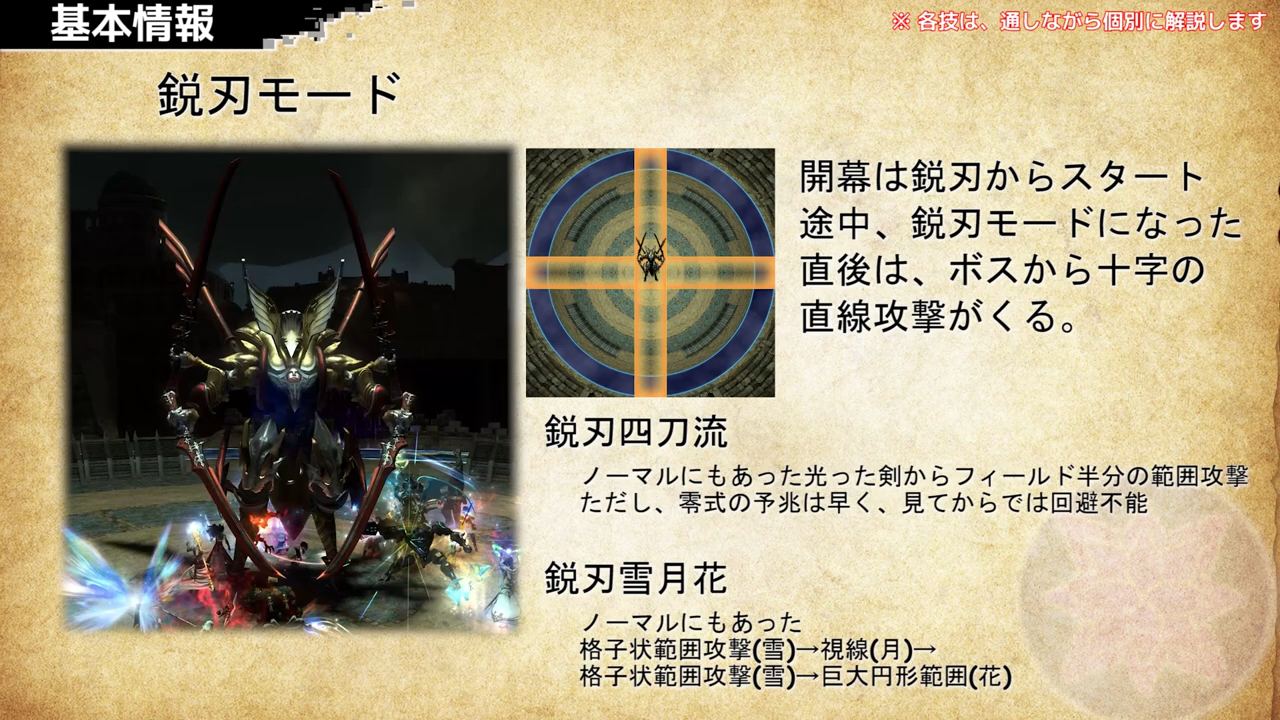 基本情報
※ 各技は、通しながら個別に解説します
鋭刃モード
開幕は鋭刃からスタート
途中、鋭刃モードになった
直後は、ボスから十字の
直線攻撃がくる。
鋭刃四刀流
ノーマルにもあった光った剣からフィールド半分の範囲攻撃
ただし、零式の予兆は早く、見てからでは回避不能
鋭刃雪月花
ノーマルにもあった
格子状範囲攻撃(雪)→視線(月)→
格子状範囲攻撃(雪)→巨大円形範囲(花)